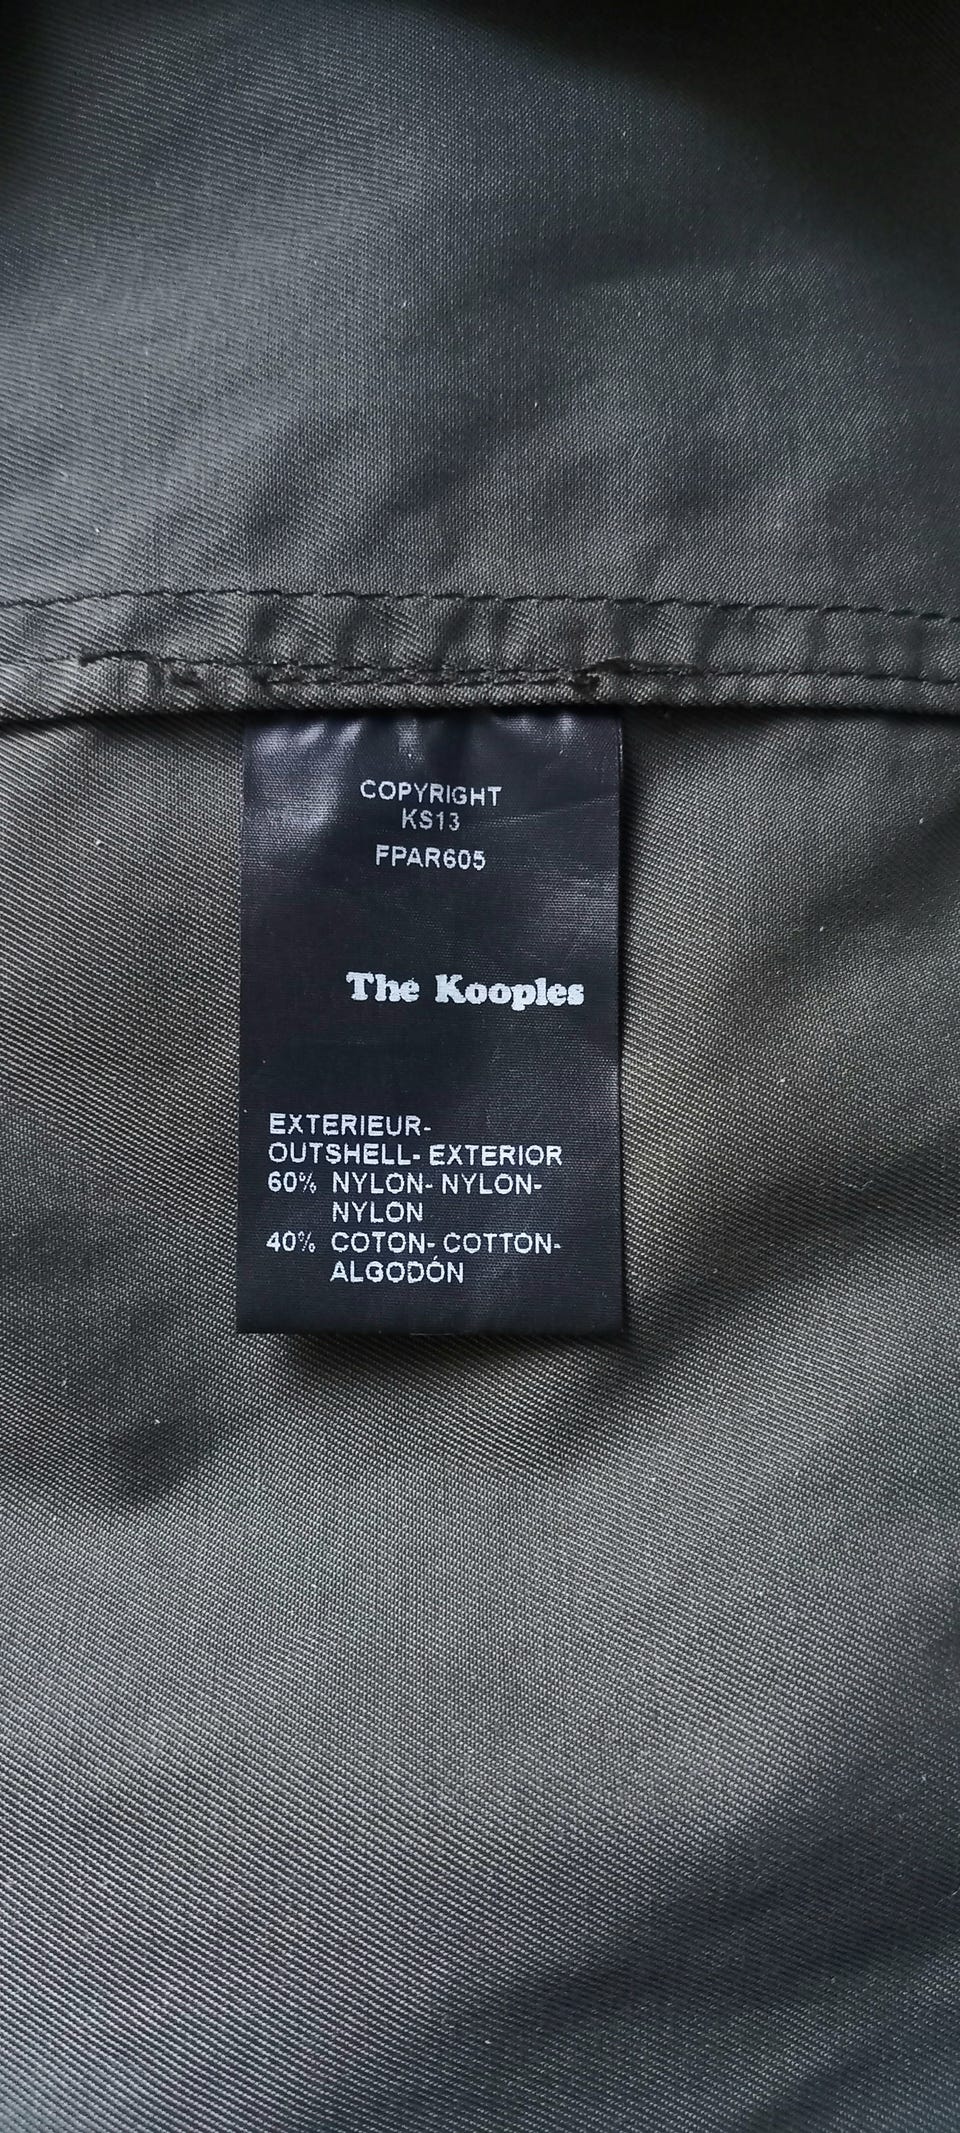 COPYRIGHT
KS13
FPAR605
The Kooples
EXTERIEUR-
OUTSHELL- EXTERIOR
60% NYLON- NYLON-
NYLON
40% COTON- COTTON-
ALGODÓN